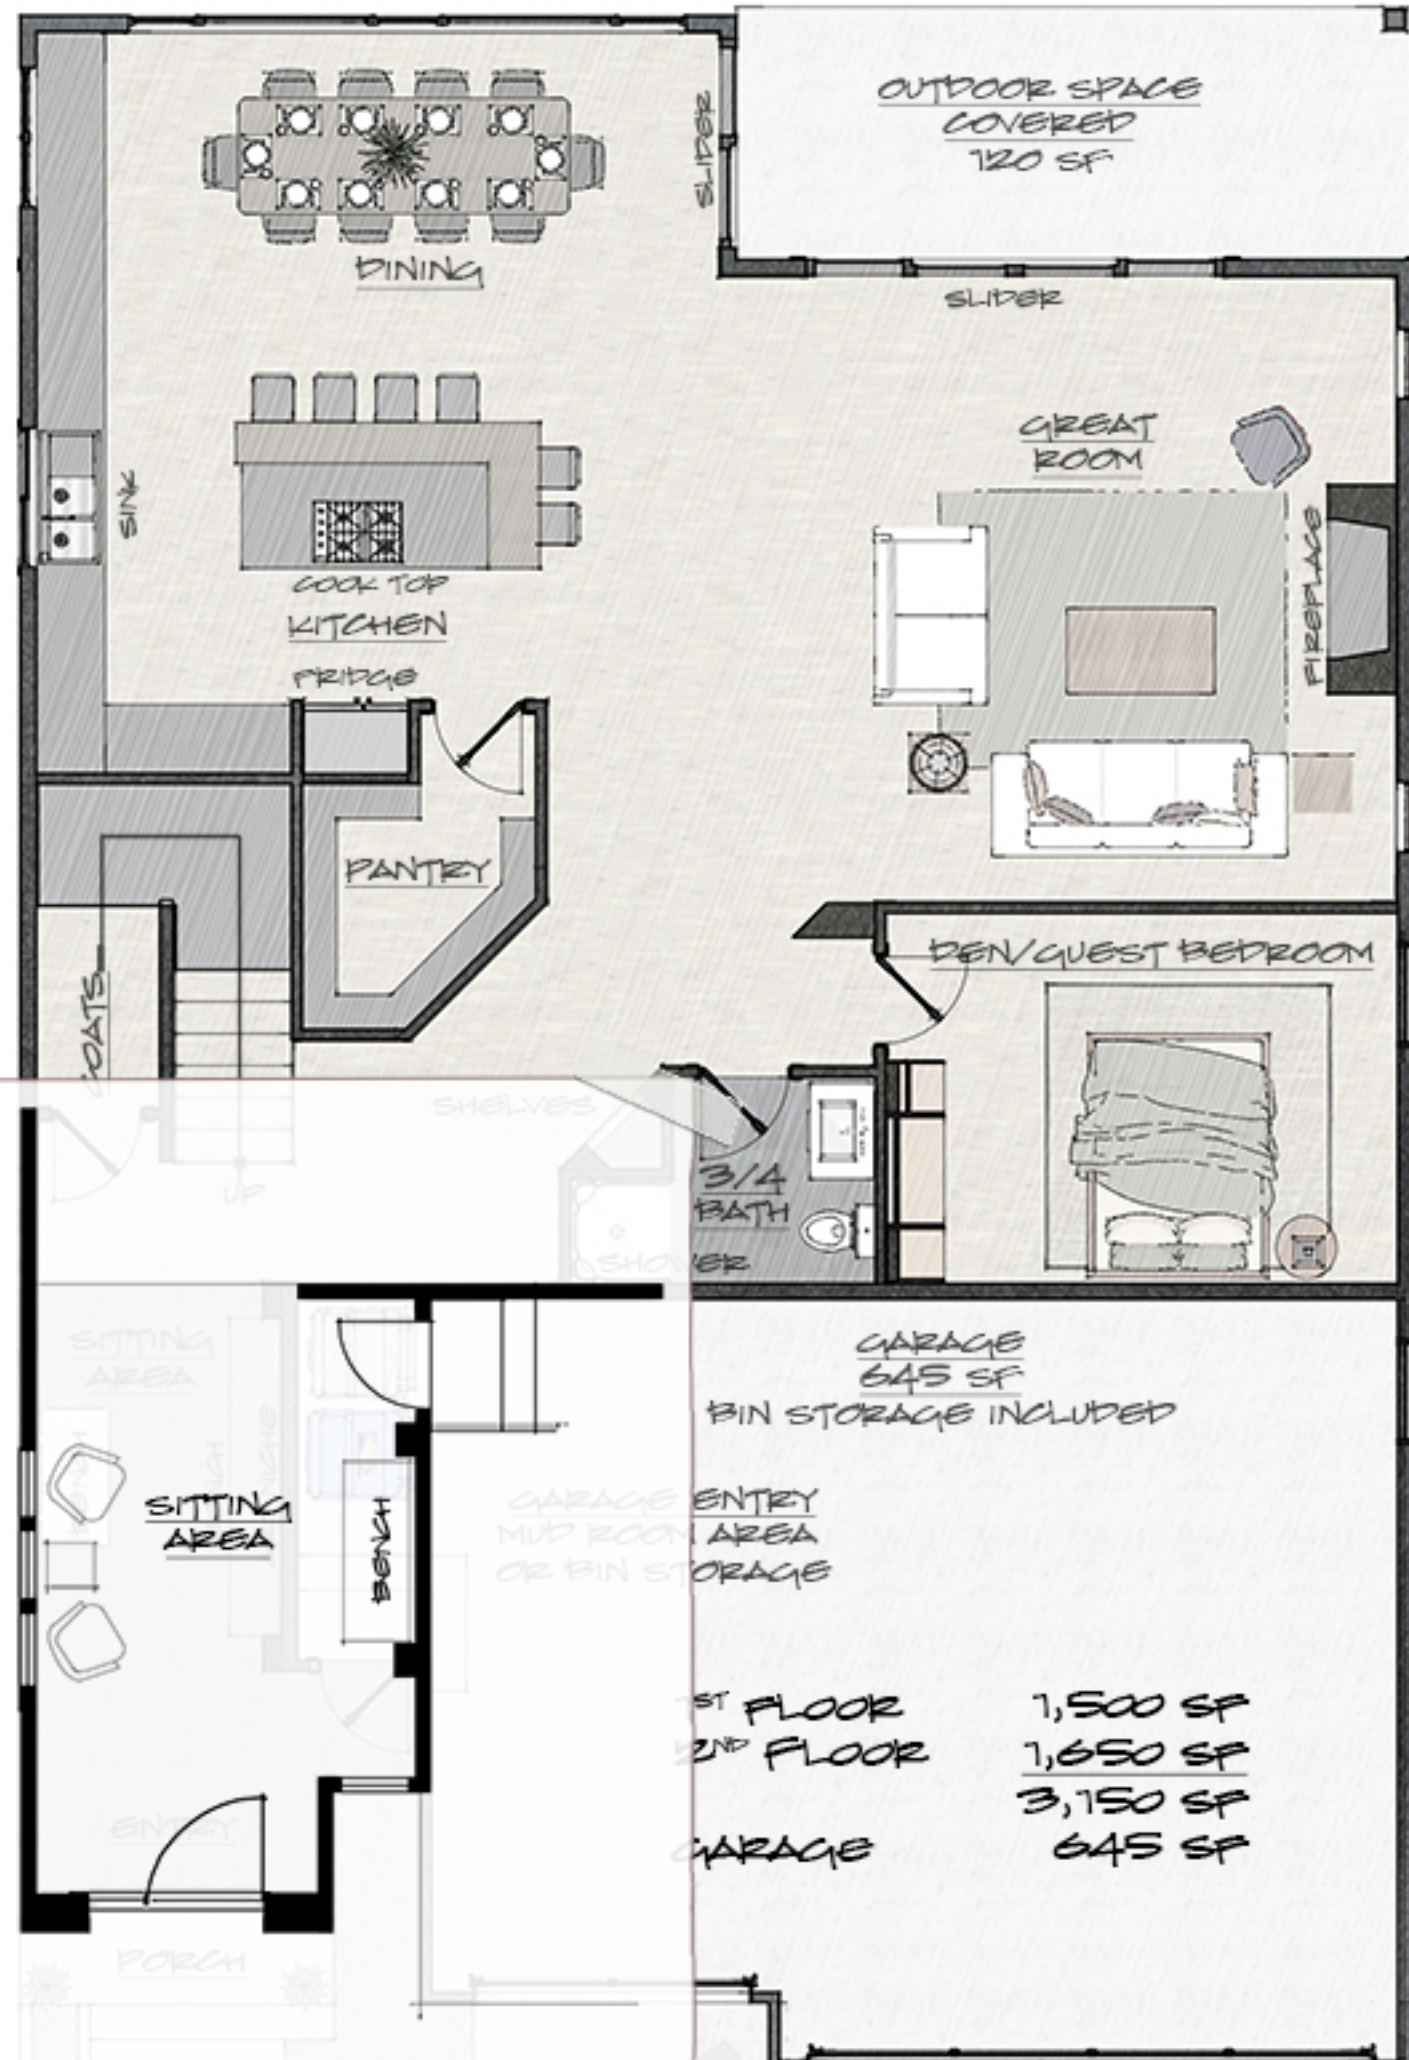 OUTDOOR SPACE
COVERED
120 SF
SLIDER
DINING
SLIDER
GREAT
ROOM
SINK
FIREPLACE
COOK TOP
KITCHEN
FRIDGE
PANTRY
DEN/GUEST BEDROOM
COATS
SHELVES
UP
3/4
BATH
SHOWER
SITTING
AREA
GARAGE
645 SF
BIN STORAGE INCLUDED
BENCH
NICHE
SITTING
AREA
BENCH
GARAGE ENTRY
MUD ROOM AREA
OR BIN STORAGE
ST FLOOR 1,500 SF
2ND FLOOR 1,650 SF
3,150 SF
GARAGE 645 SF
ENTRY
PORCH